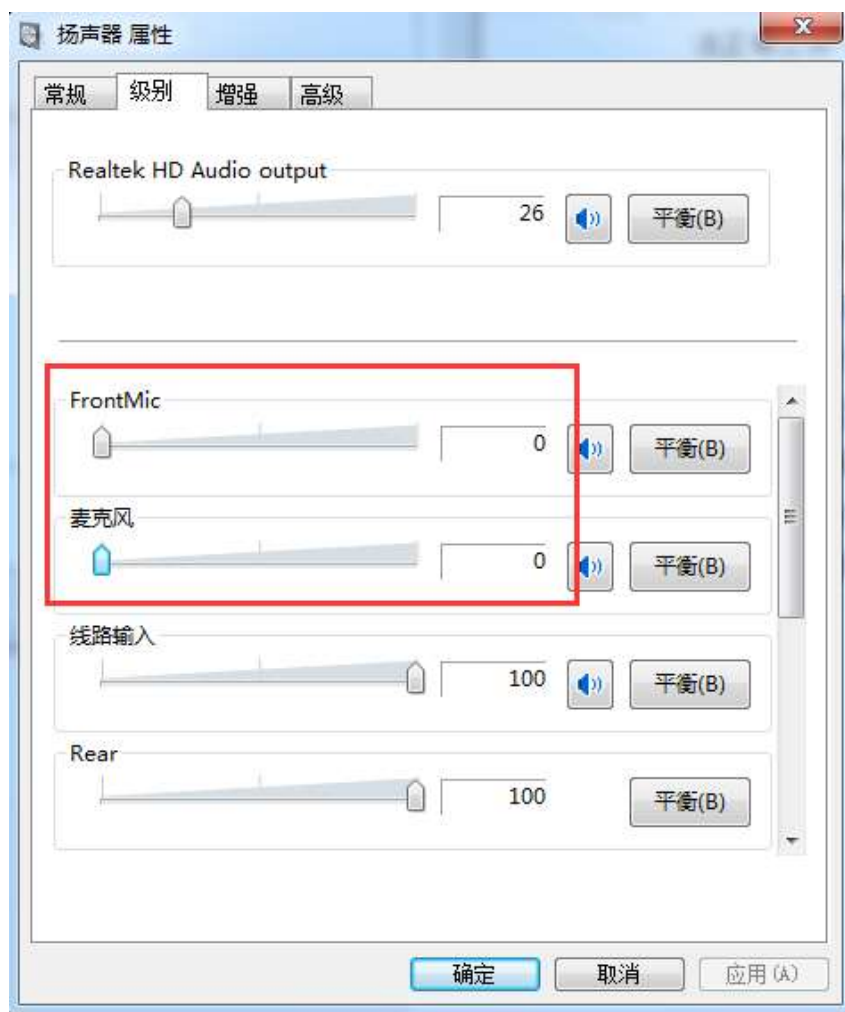 扬声器 属性
常规 级别 增强 高级
Realtek HD Audio output
26 平衡(B)
FrontMic
0 平衡(B)
麦克风
0 平衡(B)
线路输入
100 平衡(B)
Rear
100 平衡(B)
确定 取消 应用(A)